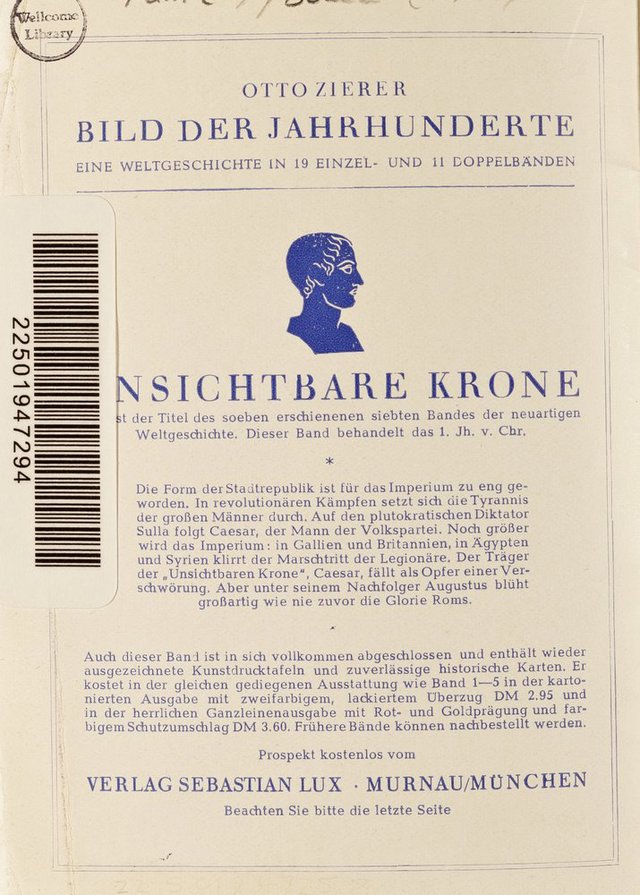 Wellcome
Library
OTTO ZIERER
BILD DER JAHRHUNDERTE
EINE WELTGESCHICHTE IN 19 EINZEL- UND 11 DOPPELBÄNDEN
22501947294
NSICHTBARE KRONE
st der Titel des soeben erschienenen siebten Bandes der neuartigen
Weltgeschichte. Dieser Band behandelt das 1. Jh. v. Chr.
*
Die Form der Stadtrepublik ist für das Imperium zu eng ge-
worden. In revolutionären Kämpfen setzt sich die Tyrannis
der großen Männer durch. Auf den plutokratischen Diktator
Sulla folgt Caesar, der Mann der Volkspartei. Noch größer
wird das Imperium: in Gallien und Britannien, in Ägypten
und Syrien klirrt der Marschtritt der Legionäre. Der Träger
der „Unsichtbaren Krone“, Caesar, fällt als Opfer einer Ver-
schwörung. Aber unter seinem Nachfolger Augustus blüht
großartig wie nie zuvor die Glorie Roms.
Auch dieser Band ist in sich vollkommen abgeschlossen und enthält wieder
ausgezeichnete Kunstdrucktafeln und zuverlässige historische Karten. Er
kostet in der gleichen gediegenen Ausstattung wie Band 1—5 in der karto-
nierten Ausgabe mit zweifarbigem, lackiertem Überzug DM 2.95 und
in der herrlichen Ganzleinenausgabe mit Rot- und Goldprägung und far-
bigem Schutzumschlag DM 3.60. Frühere Bände können nachbestellt werden.
Prospekt kostenlos vom
VERLAG SEBASTIAN LUX · MURNAU/MÜNCHEN
Beachten Sie bitte die letzte Seite